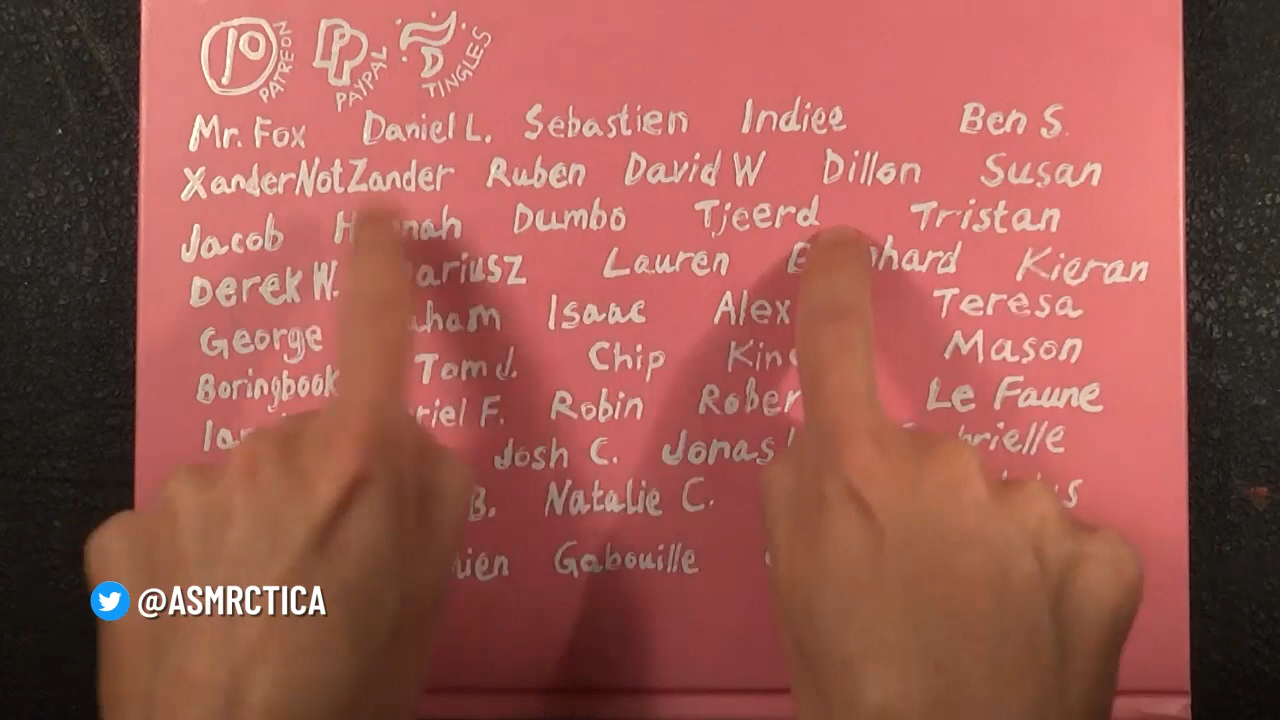 PATREON PAYPAL TINGLES
Mr. Fox Daniel L. Sebastien Indiee Ben S.
XanderNotZander Ruben David W Dillon Susan
Jacob Dumbo Tjeerd Tristan
Derek W. Lauren Kieran
George Isaac Alex Teresa
Tom J. Chip Mason
Robin Le Faune
Josh C. Jonas
B. Natalie C.
Gabouille
@ASMRCTICA